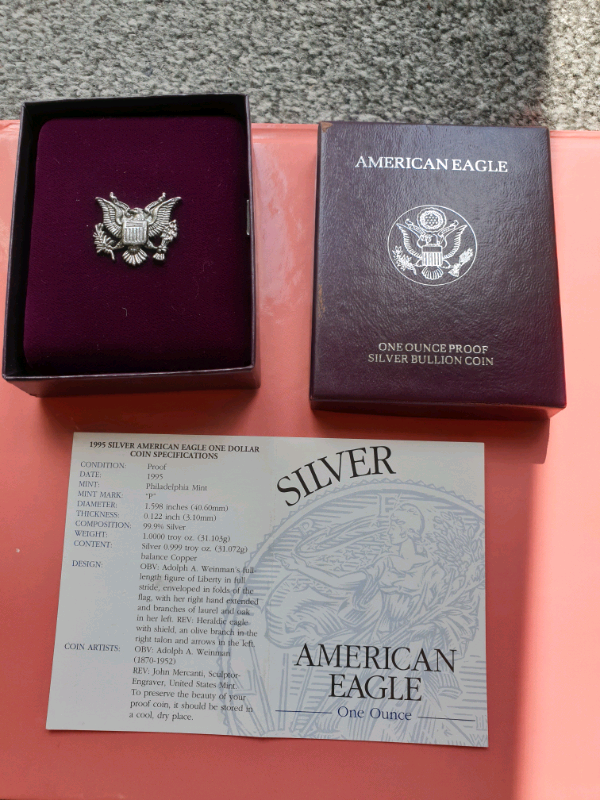 AMERICAN EAGLE
ONE OUNCE PROOF
SILVER BULLION COIN
1995 SILVER AMERICAN EAGLE ONE DOLLAR
COIN SPECIFICATIONS
CONDITION: Proof
DATE: 1995
MINT: Philadelphia Mint
MINT MARK: "P"
DIAMETER: 1.598 inches (40.60mm)
THICKNESS: 0.122 inch (3.10mm)
COMPOSITION: 99.9% Silver
WEIGHT: 1.0000 troy oz. (31.103g)
CONTENT: Silver 0.999 troy oz. (31.072g)
balance Copper
DESIGN: OBV: Adolph A. Weinman's full-
length figure of Liberty in full
stride, enveloped in folds of the
flag, with her right hand extended
and branches of laurel and oak
in her left. REV: Heraldic eagle
with shield, an olive branch in the
right talon and arrows in the left.
COIN ARTISTS: OBV: Adolph A. Weinman
(1870-1952)
REV: John Mercanti, Sculptor-
Engraver, United States Mint.
To preserve the beauty of your
proof coin, it should be stored in
a cool, dry place.
SILVER
AMERICAN
EAGLE
One Ounce